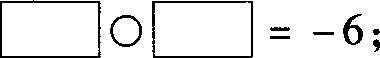 = -6;